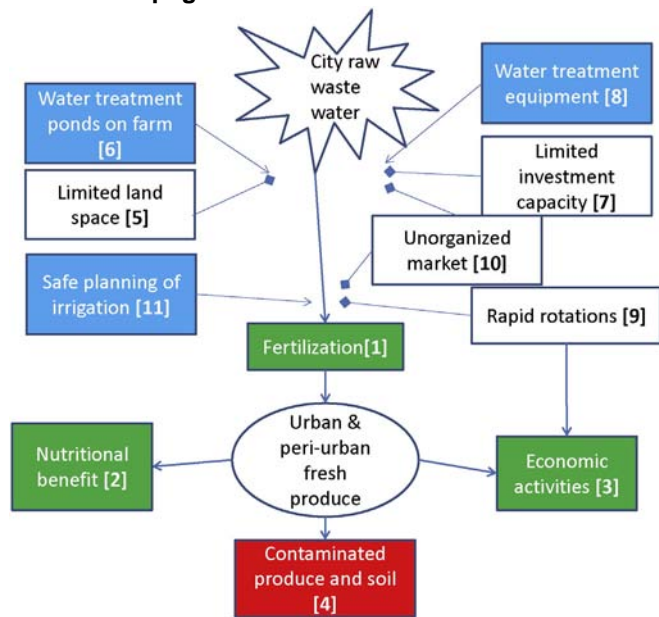 City raw
waste
water
Water treatment
ponds on farm
[6]
Water treatment
equipment [8]
Limited land
space [5]
Limited
investment
capacity [7]
Unorganized
market [10]
Safe planning of
irrigation [11]
Rapid rotations [9]
Fertilization[1]
Urban &
peri-urban
fresh
produce
Nutritional
benefit [2]
Economic
activities [3]
Contaminated
produce and soil
[4]